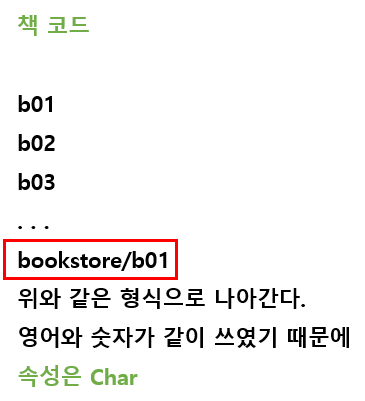 책 코드
b01
b02
b03
. . .
bookstore/b01
위와 같은 형식으로 나아간다.
영어와 숫자가 같이 쓰였기 때문에
속성은 Char